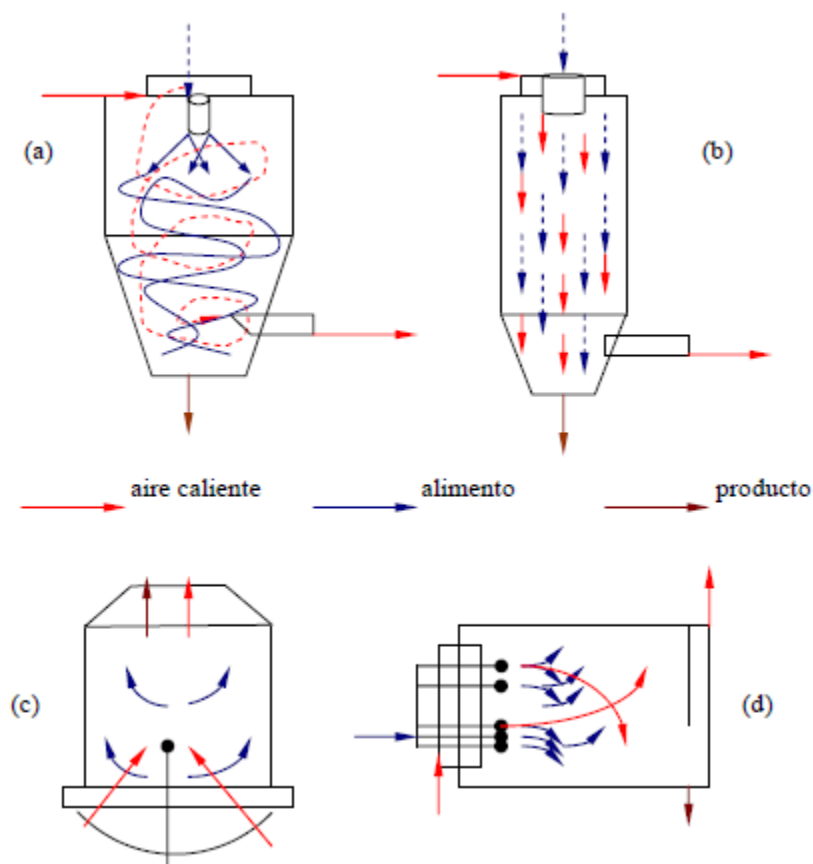 (a)
(b)
aire caliente
alimento
producto
(c)
(d)